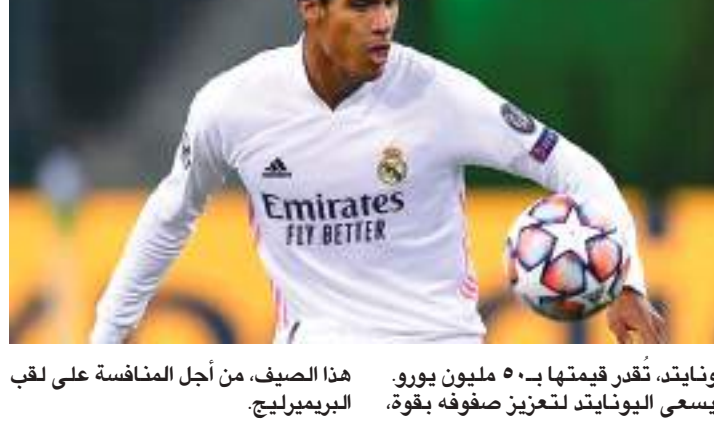 Emirates
FLY BETTER
ونايتد، تُقدر قيمتها بـ٥٠ مليون يورو.
يسعى اليونايتد لتعزيز صفوفه بقوة،
هذا الصيف، من أجل المنافسة على لقب
البريميرليج.